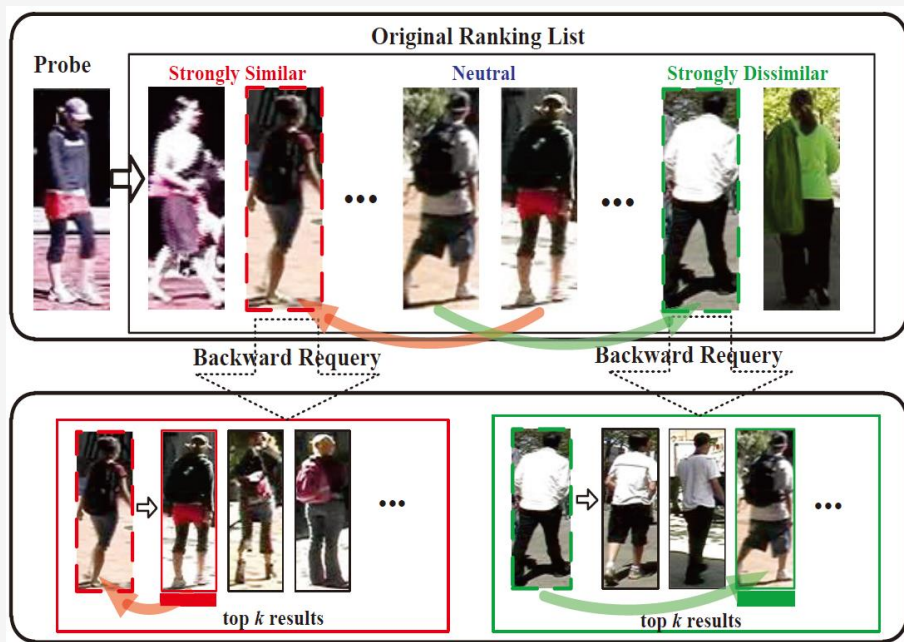 Original Ranking List
Probe
Strongly Similar
Neutral
Strongly Dissimilar
•••
•••
Backward Requery
Backward Requery
•••
•••
top k results
top k results